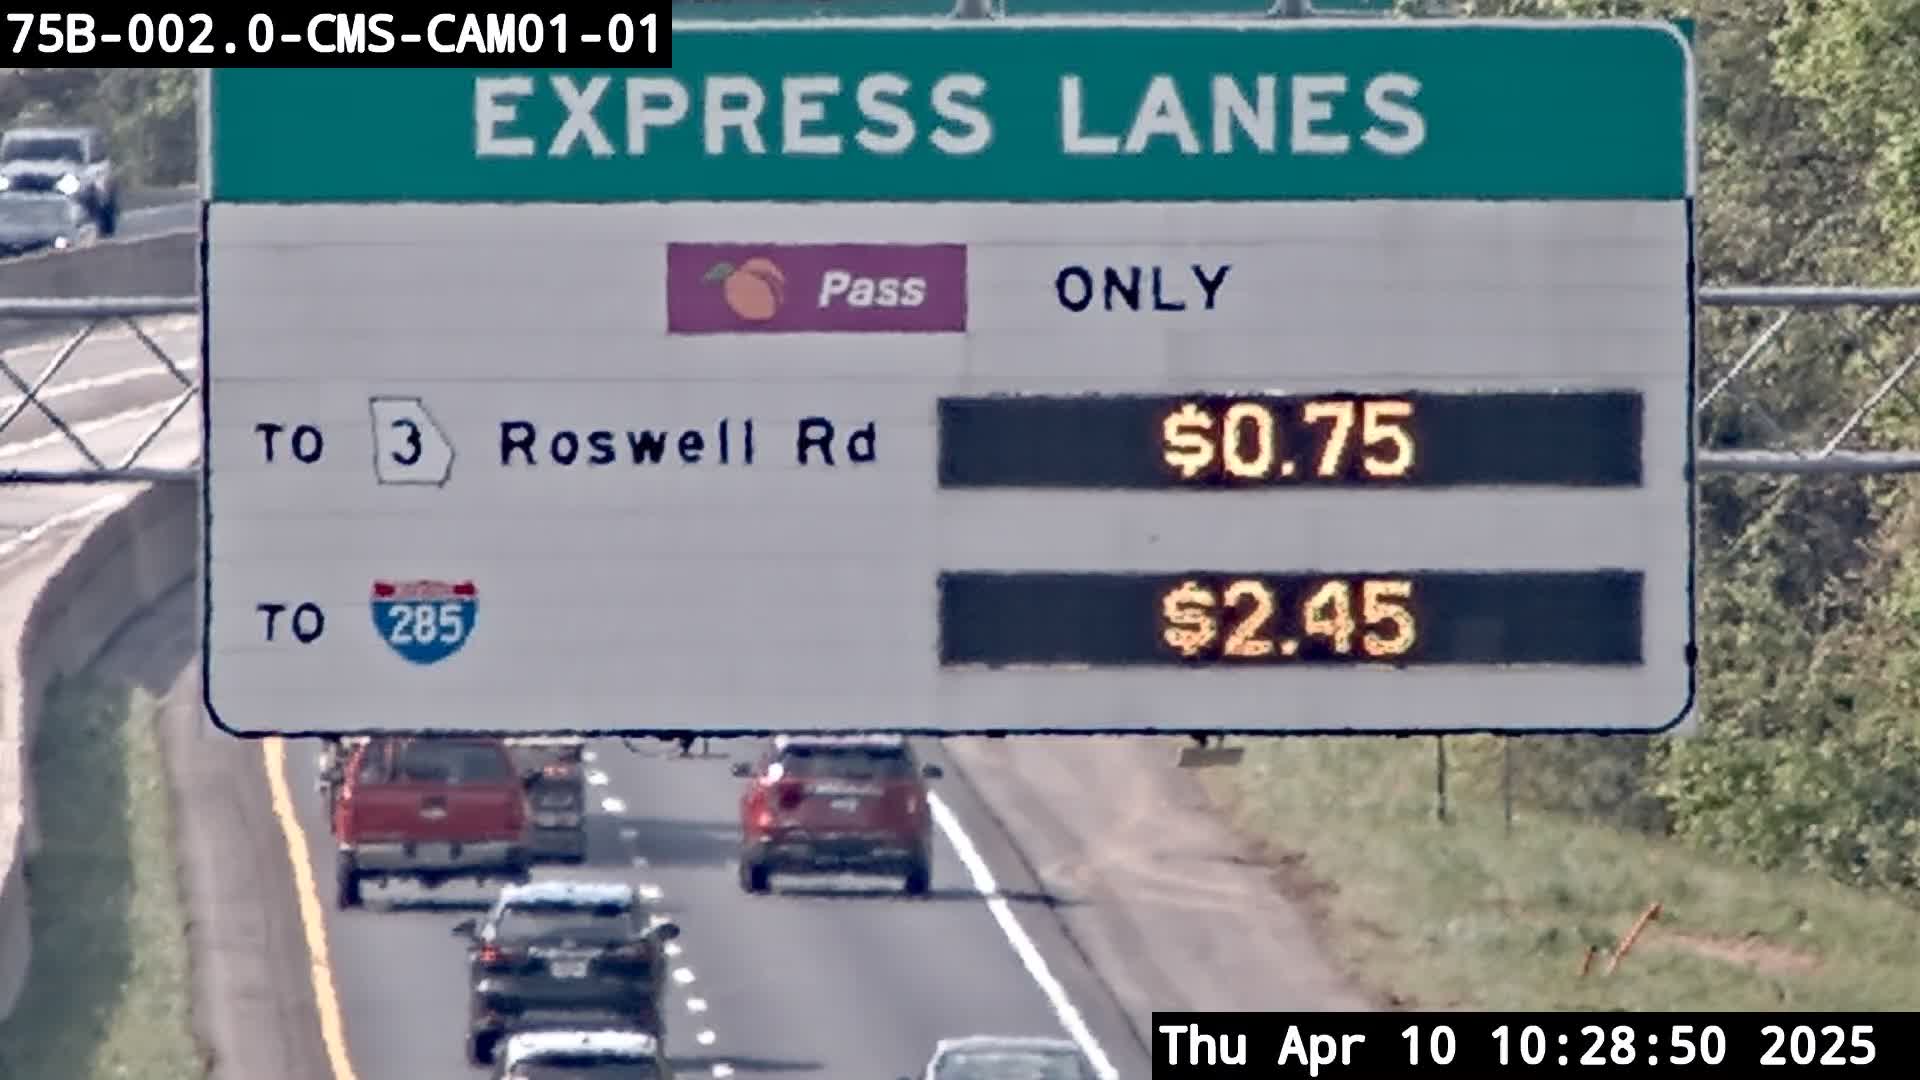 75B-002.0-CMS-CAM01-01
EXPRESS LANES
Pass ONLY
TO 3 Roswell Rd $0.75
TO 285 $2.45
Thu Apr 10 10:28:50 2025